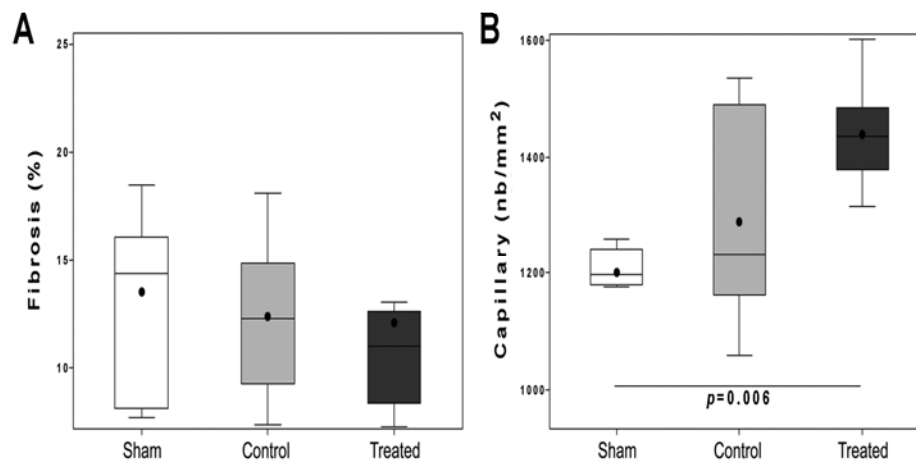 A
Fibrosis (%)
25
20
15
10
Sham Control Treated
B
Capillary (nb/mm²)
1600
1400
1200
1000
p=0.006
Sham Control Treated